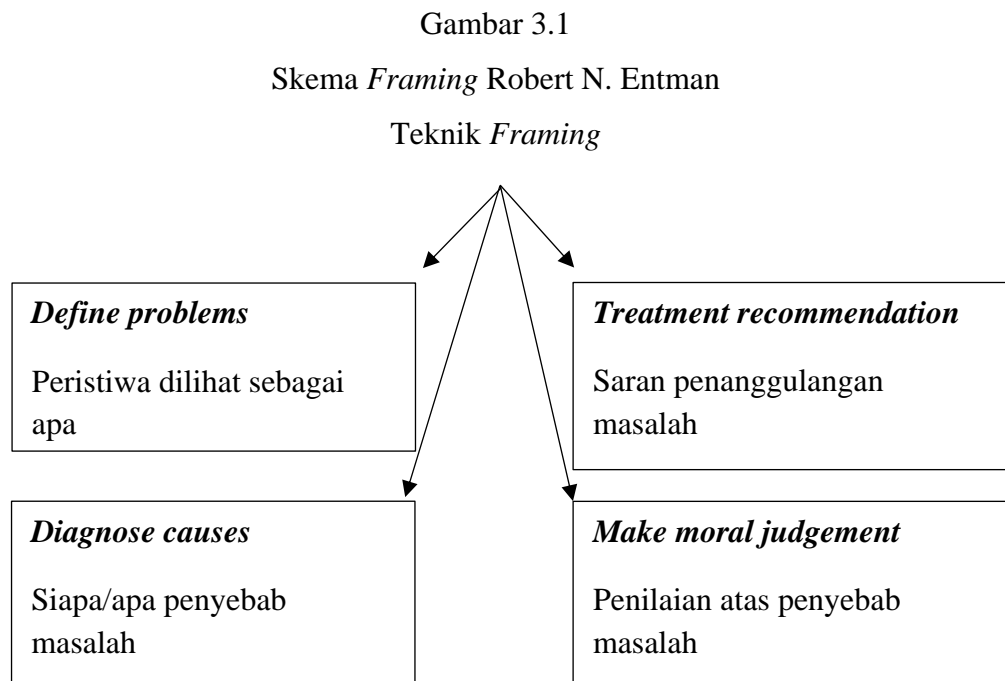 Gambar 3.1
Skema Framing Robert N. Entman
Teknik Framing
Define problems
Peristiwa dilihat sebagai
apa
Treatment recommendation
Saran penanggulangan
masalah
Diagnose causes
Siapa/apa penyebab
masalah
Make moral judgement
Penilaian atas penyebab
masalah